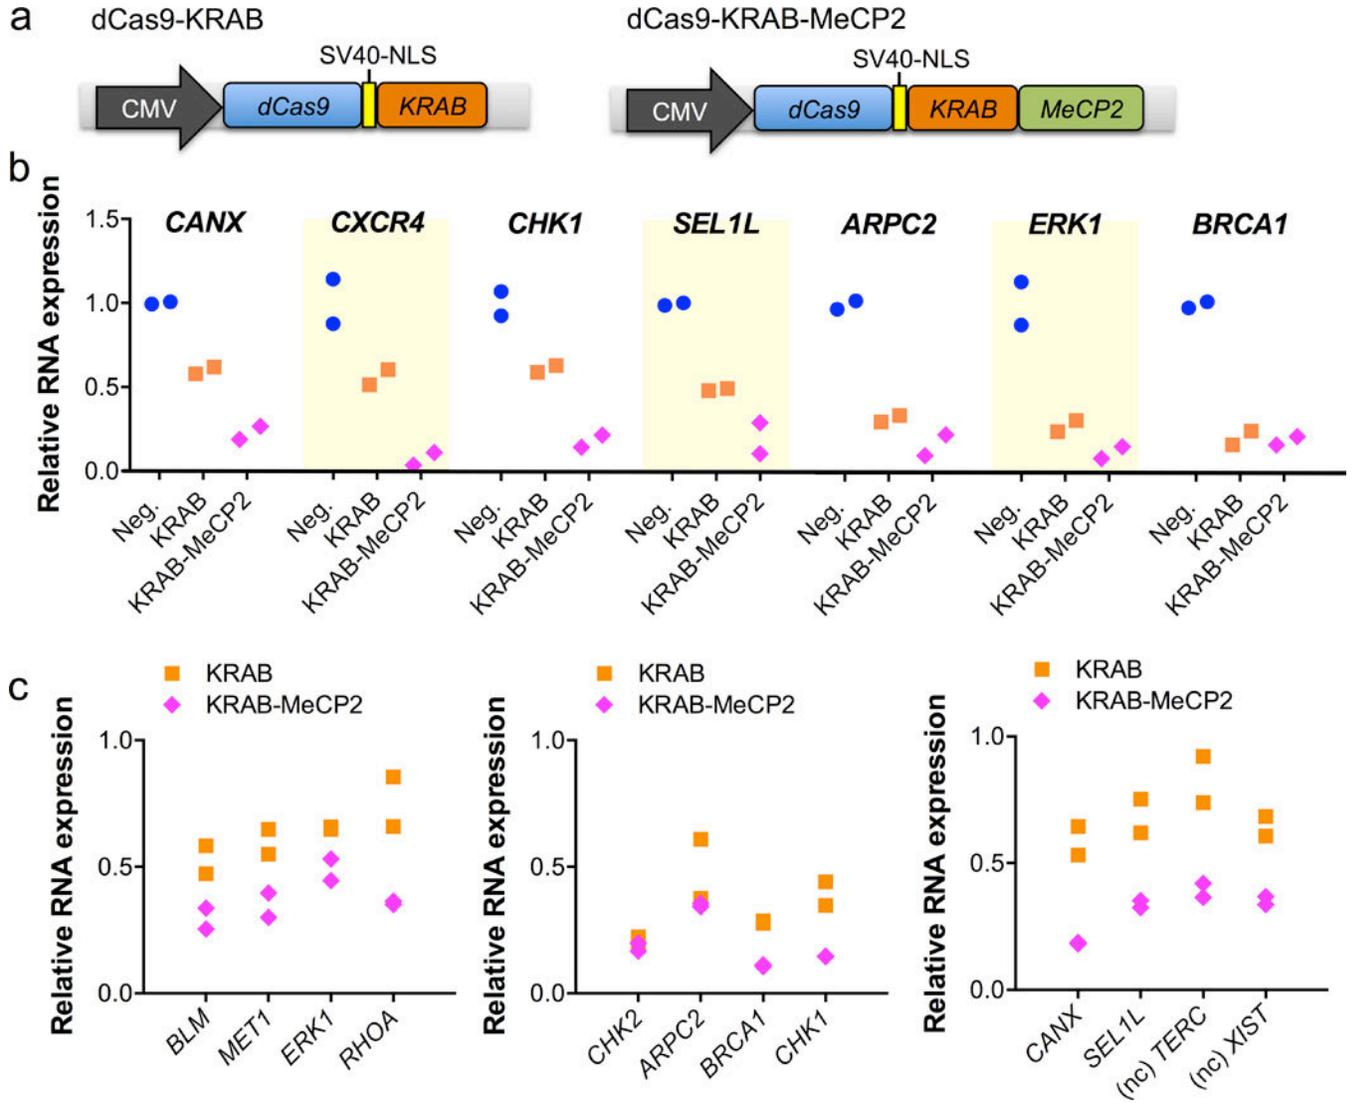 a
dCas9-KRAB
dCas9-KRAB-MeCP2
SV40-NLS
SV40-NLS
CMV dCas9 KRAB
CMV dCas9 KRAB MeCP2
b
Relative RNA expression
CANX CXCR4 CHK1 SEL1L ARPC2 ERK1 BRCA1
1.5
1.0
0.5
0.0
Neg. KRAB KRAB-MeCP2 Neg. KRAB KRAB-MeCP2 Neg. KRAB KRAB-MeCP2 Neg. KRAB KRAB-MeCP2 Neg. KRAB KRAB-MeCP2 Neg. KRAB KRAB-MeCP2 Neg. KRAB KRAB-MeCP2
c
KRAB
KRAB-MeCP2
Relative RNA expression
1.0
0.5
0.0
BLM MET1 ERK1 RHOA
KRAB
KRAB-MeCP2
Relative RNA expression
1.0
0.5
0.0
CHK2 ARPC2 BRCA1 CHK1
KRAB
KRAB-MeCP2
Relative RNA expression
1.0
0.5
0.0
CANX SEL1L (nc) TERC (nc) XIST